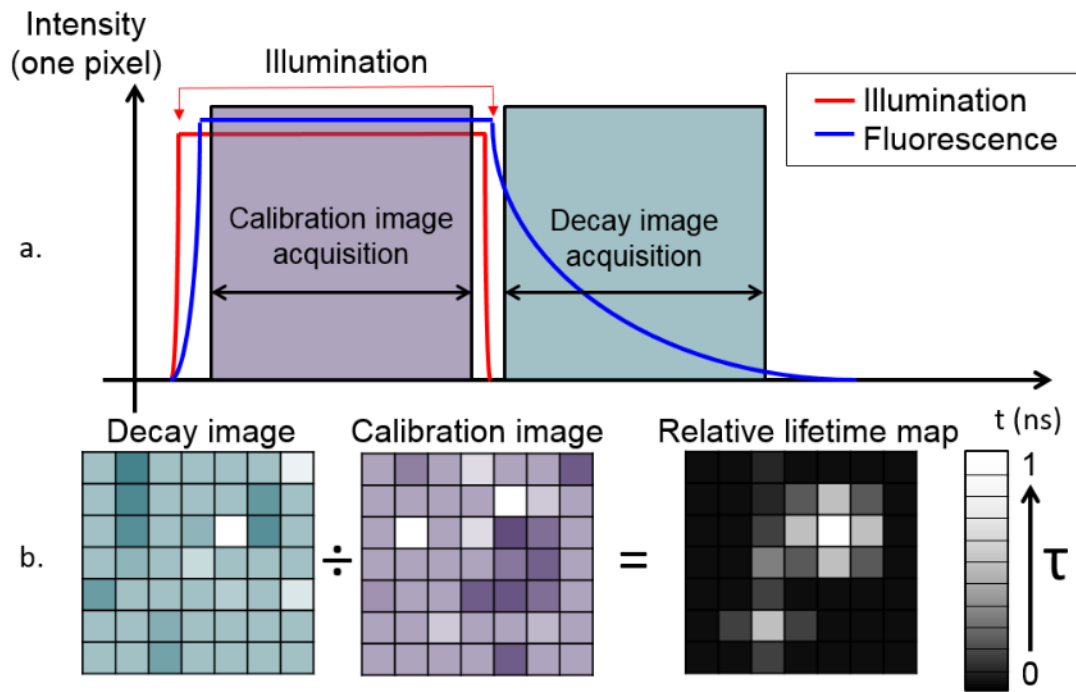 Intensity
(one pixel)
Illumination
Illumination
Fluorescence
a.
Calibration image
acquisition
Decay image
acquisition
t (ns)
Decay image
Calibration image
Relative lifetime map
b.
÷
=
1
τ
0